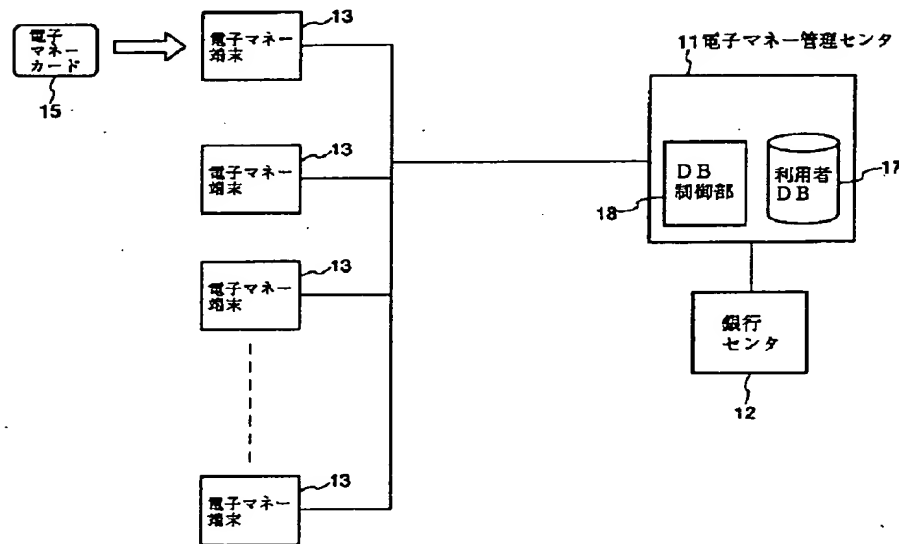 電子
マネー
カード
15
13
電子マネー
端末
13
電子マネー
端末
13
電子マネー
端末
13
電子マネー
端末
11電子マネー管理センタ
DB
制御部
18
利用者
DB
17
銀行
センタ
12